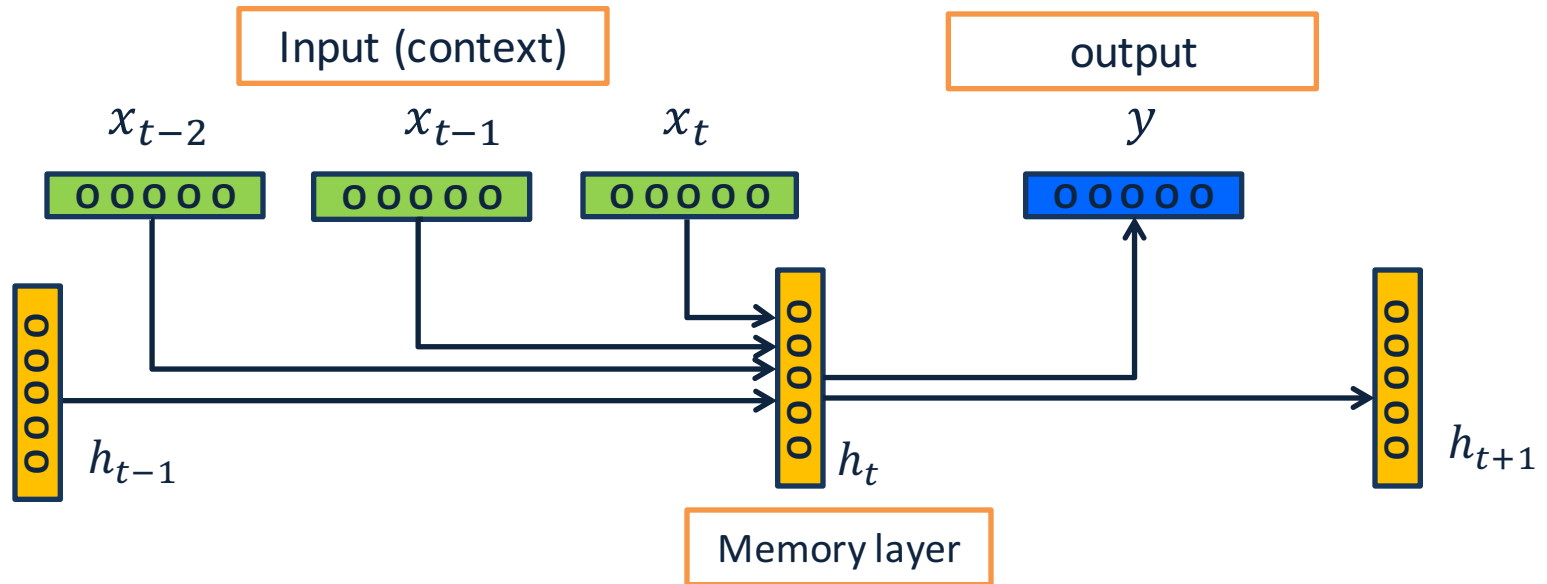 Input (context)
output
x_{t−2}
x_{t−1}
x_t
y
O O O O O
O O O O O
O O O O O
O O O O O
O O O O O
O O O O O
O O O O O
h_{t−1}
h_t
h_{t+1}
Memory layer